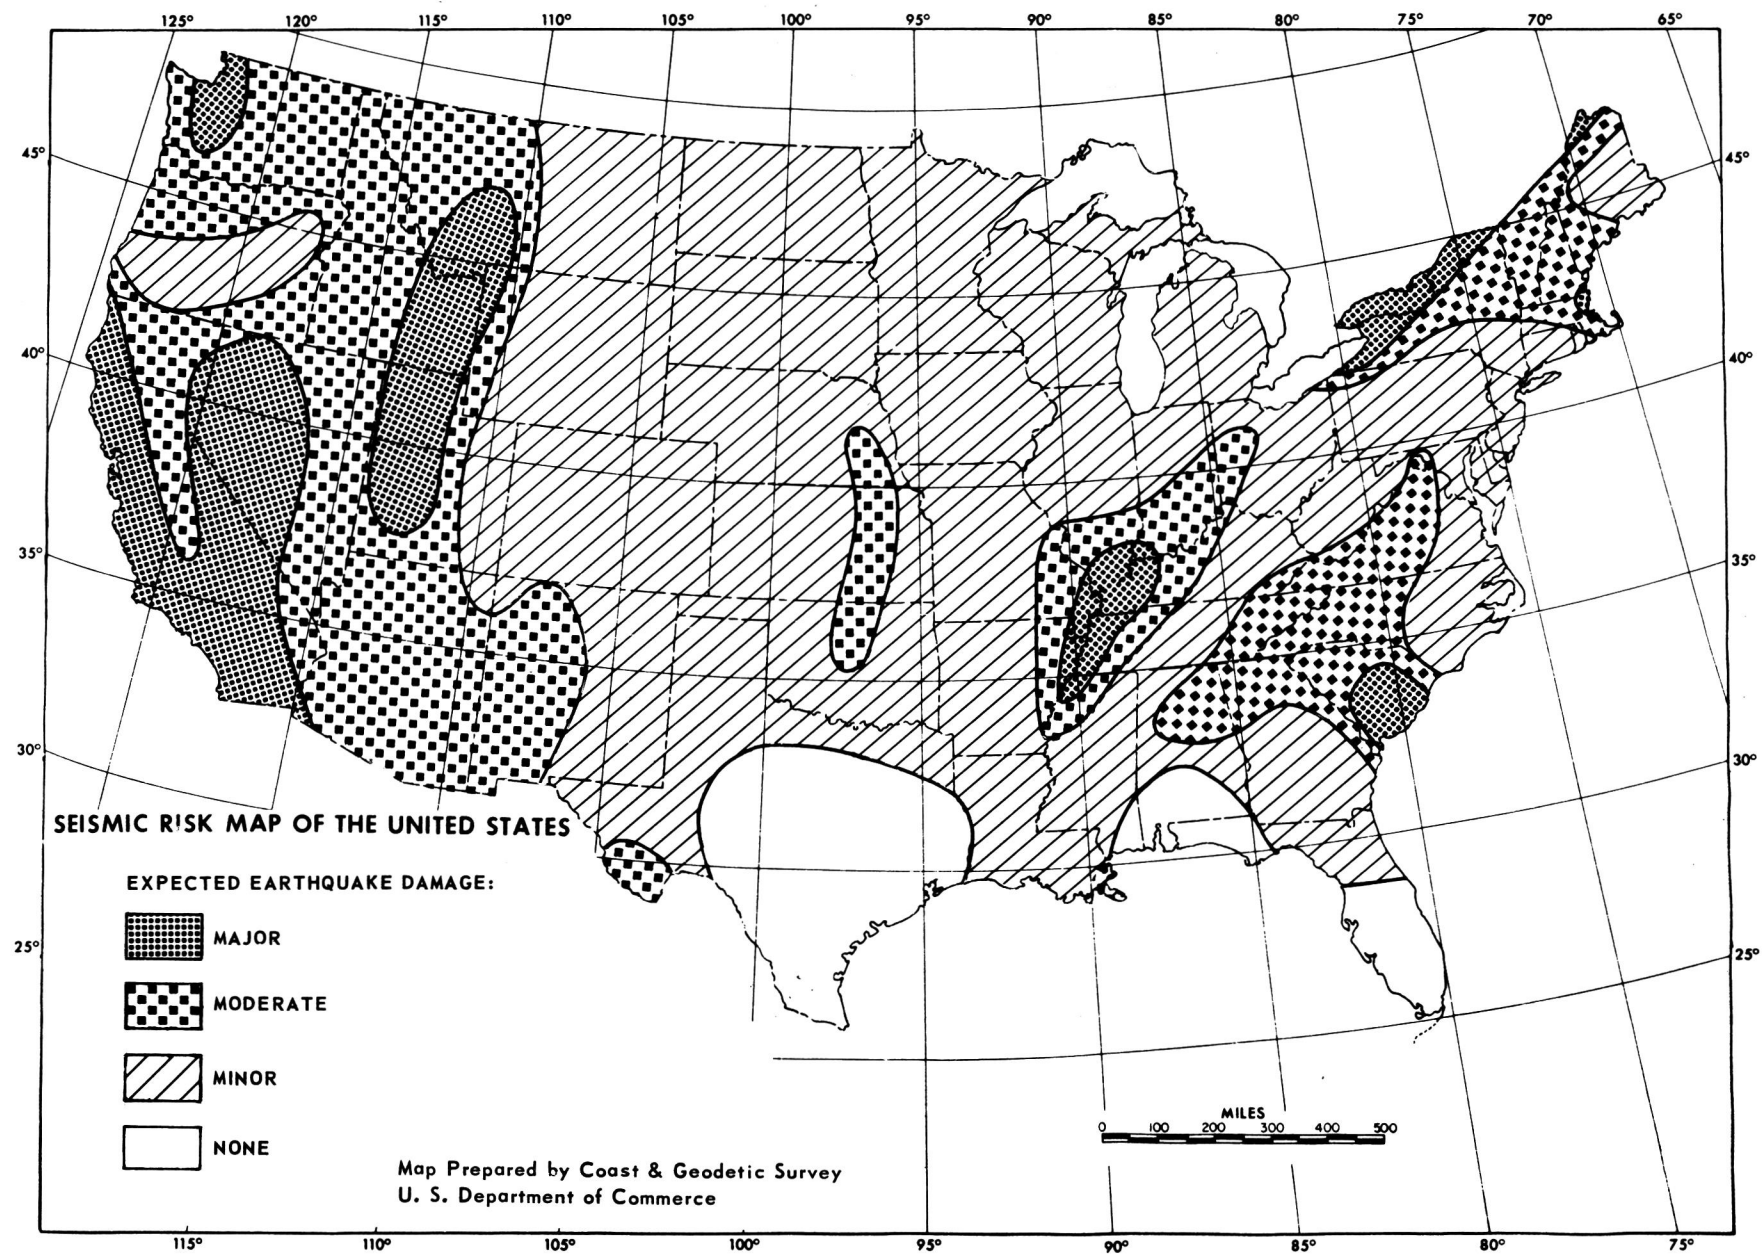 125° 120° 115° 110° 105° 100° 95° 90° 85° 80° 75° 70° 65°
45° 45°
40° 40°
35° 35°
30° 30°
25° 25°
SEISMIC RISK MAP OF THE UNITED STATES
EXPECTED EARTHQUAKE DAMAGE:
MAJOR
MODERATE
MINOR
NONE
MILES
0 100 200 300 400 500
Map Prepared by Coast & Geodetic Survey
U. S. Department of Commerce
115° 110° 105° 100° 95° 90° 85° 80° 75°